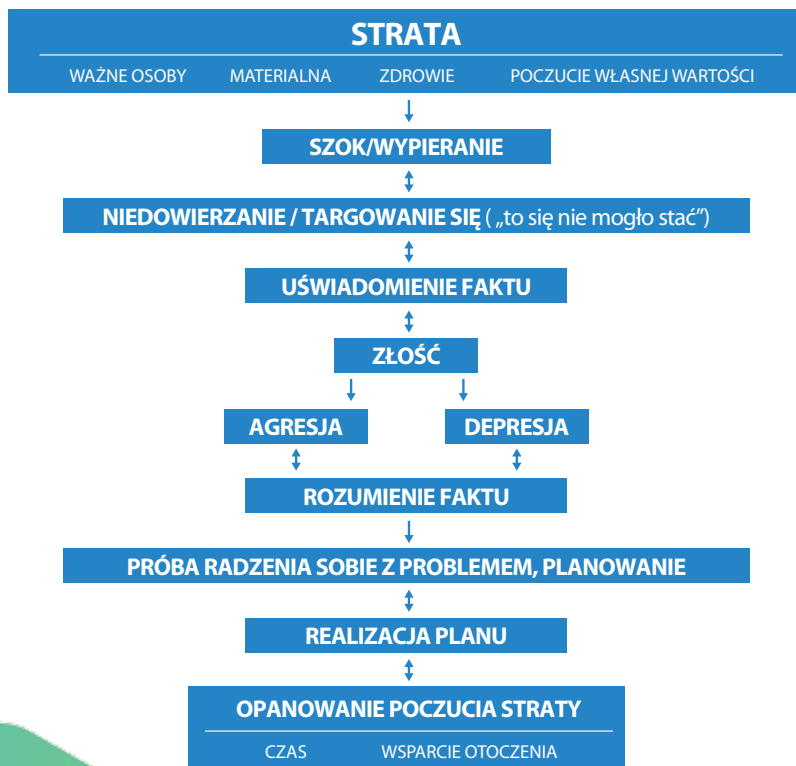 STRATA
WAŻNE OSOBY MATERIALNA ZDROWIE POCZUCIE WŁASNEJ WARTOŚCI
SZOK/WYPIERANIE
NIEDOWIERZANIE / TARGOWANIE SIĘ ( „to się nie mogło stać”)
UŚWIADOMIENIE FAKTU
ZŁOŚĆ
AGRESJA DEPRESJA
ROZUMIENIE FAKTU
PRÓBA RADZENIA SOBIE Z PROBLEMEM, PLANOWANIE
REALIZACJA PLANU
OPANOWANIE POCZUCIA STRATY
CZAS WSPARCIE OTOCZENIA